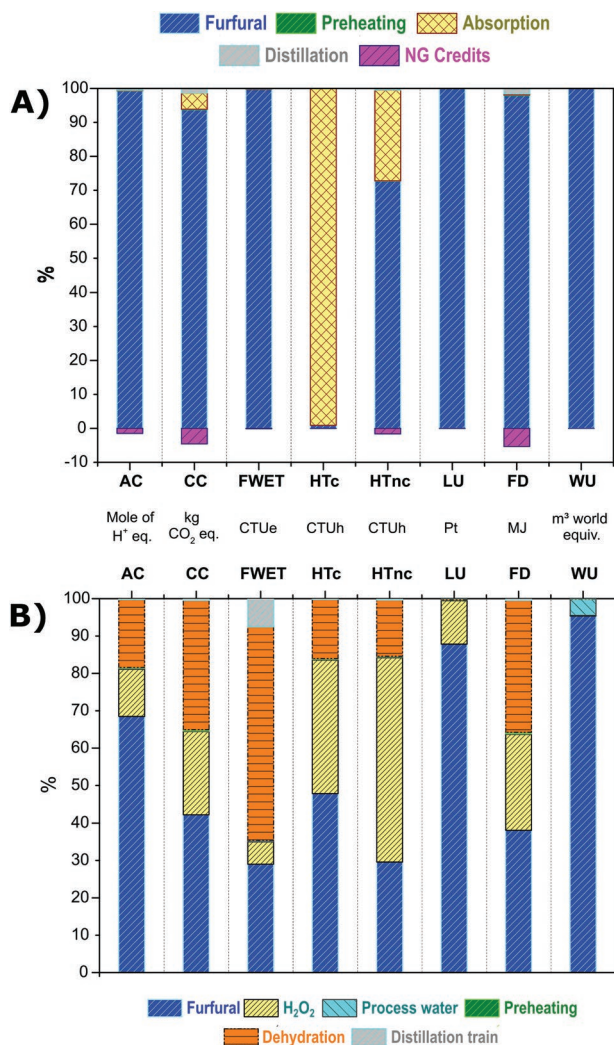 Furfural Preheating Absorption
Distillation NG Credits
A)
100
90
80
70
60
50
40
30
20
10
0
-10
%
AC CC FWET HTc HTnc LU FD WU
Mole of H⁺ eq. kg CO₂ eq. CTUe CTUh CTUh Pt MJ m³ world equiv.
AC CC FWET HTc HTnc LU FD WU
B)
100
80
70
60
50
40
30
20
10
0
%
Furfural H₂O₂ Process water Preheating
Dehydration Distillation train